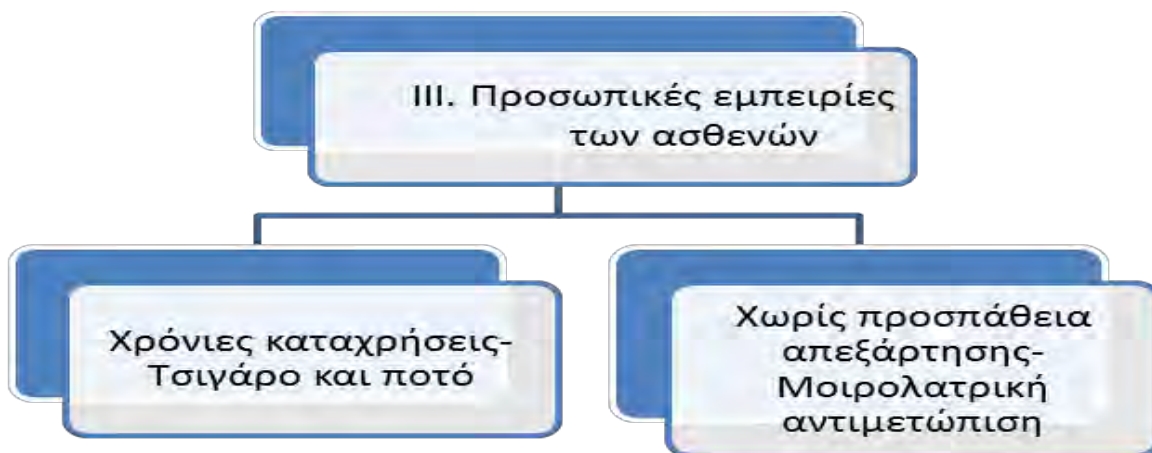 III. Προσωπικές εμπειρίες
των ασθενών
Χρόνιες καταχρήσεις-
Τσιγάρο και ποτό
Χωρίς προσπάθεια
απεξάρτησης-
Μοιρολατρική
αντιμετώπιση